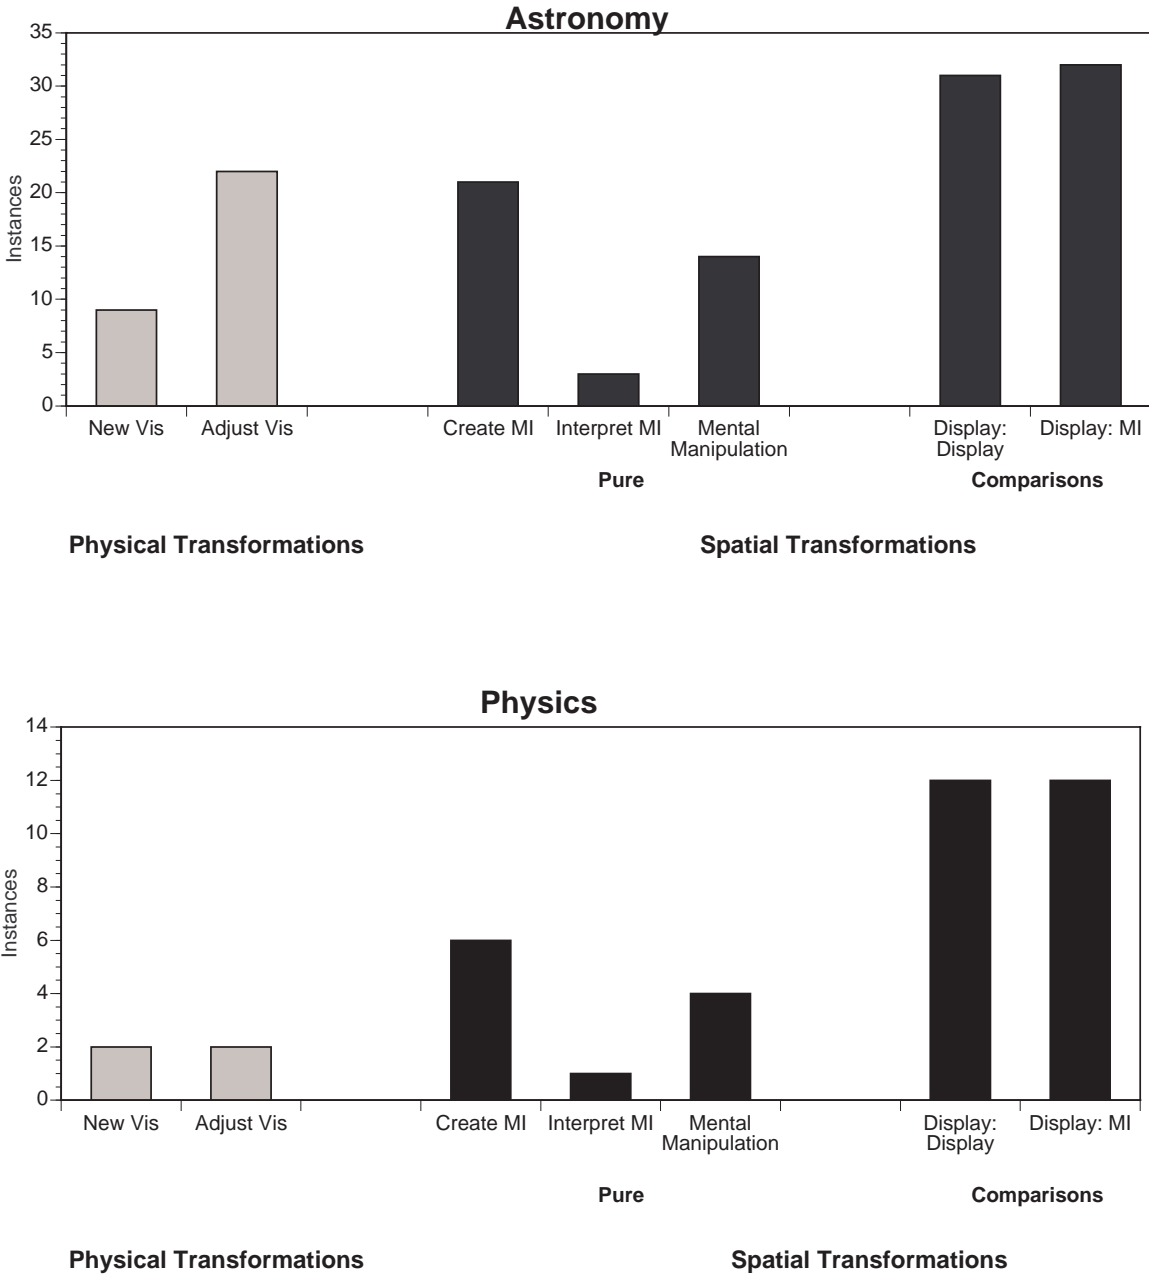 Astronomy
35
30
25
20
15
10
5
0
Instances
New Vis Adjust Vis Create MI Interpret MI Mental Manipulation Display: Display Display: MI
Pure Comparisons
Physical Transformations Spatial Transformations
Physics
14
12
10
8
6
4
2
0
Instances
New Vis Adjust Vis Create MI Interpret MI Mental Manipulation Display: Display Display: MI
Pure Comparisons
Physical Transformations Spatial Transformations